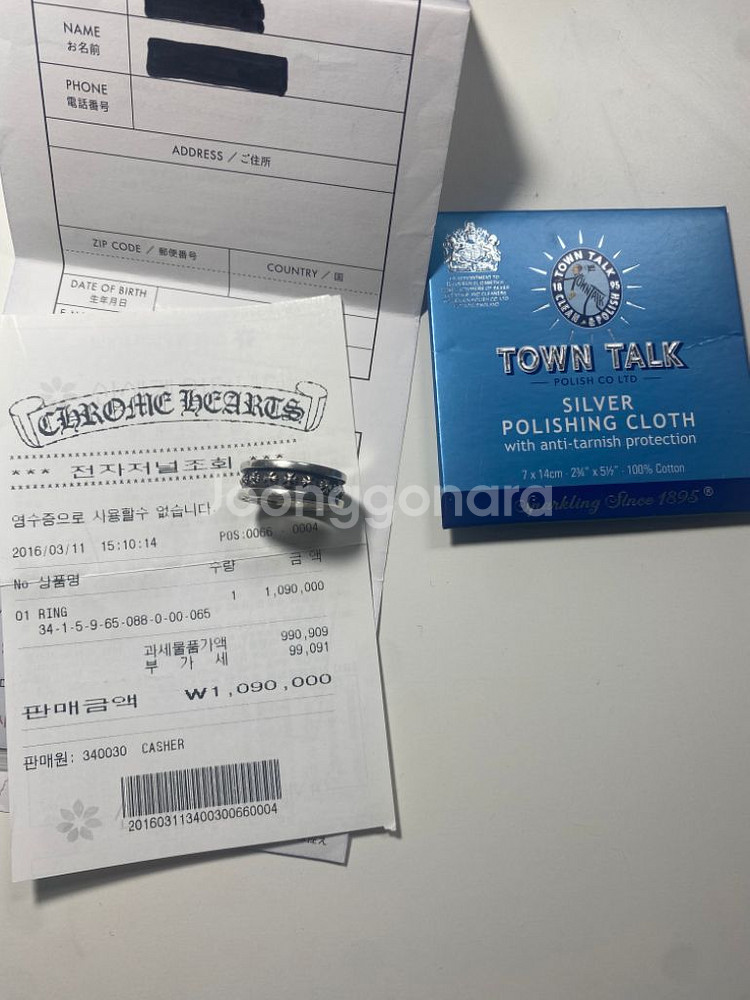 NAME
お名前
PHONE
電話番号
ADDRESS / ご住所
ZIP CODE / 郵便番号
COUNTRY / 国
DATE OF BIRTH
生年月日
CHROME HEARTS
*** 전자저널조회
영수증으로 사용할수 없습니다.
2016/03/11 15:10:14 POS:0066 0004
No 상품명 수량 금 액
01 RING 1 1,090,000
34-1-5-9-65-088-0-00-065
과세물품가액 990,909
부 가 세 99,091
판매금액 ₩1,090,000
판매원: 340030 CASHER
201603113400300660004
TOWN TALK
CLEAN & POLISH
TOWN TALK
POLISH CO LTD
SILVER
POLISHING CLOTH
with anti-tarnish protection
7 x 14cm · 2¾" x 5½" · 100% Cotton
Sparkling Since 1895®
Joonggonara